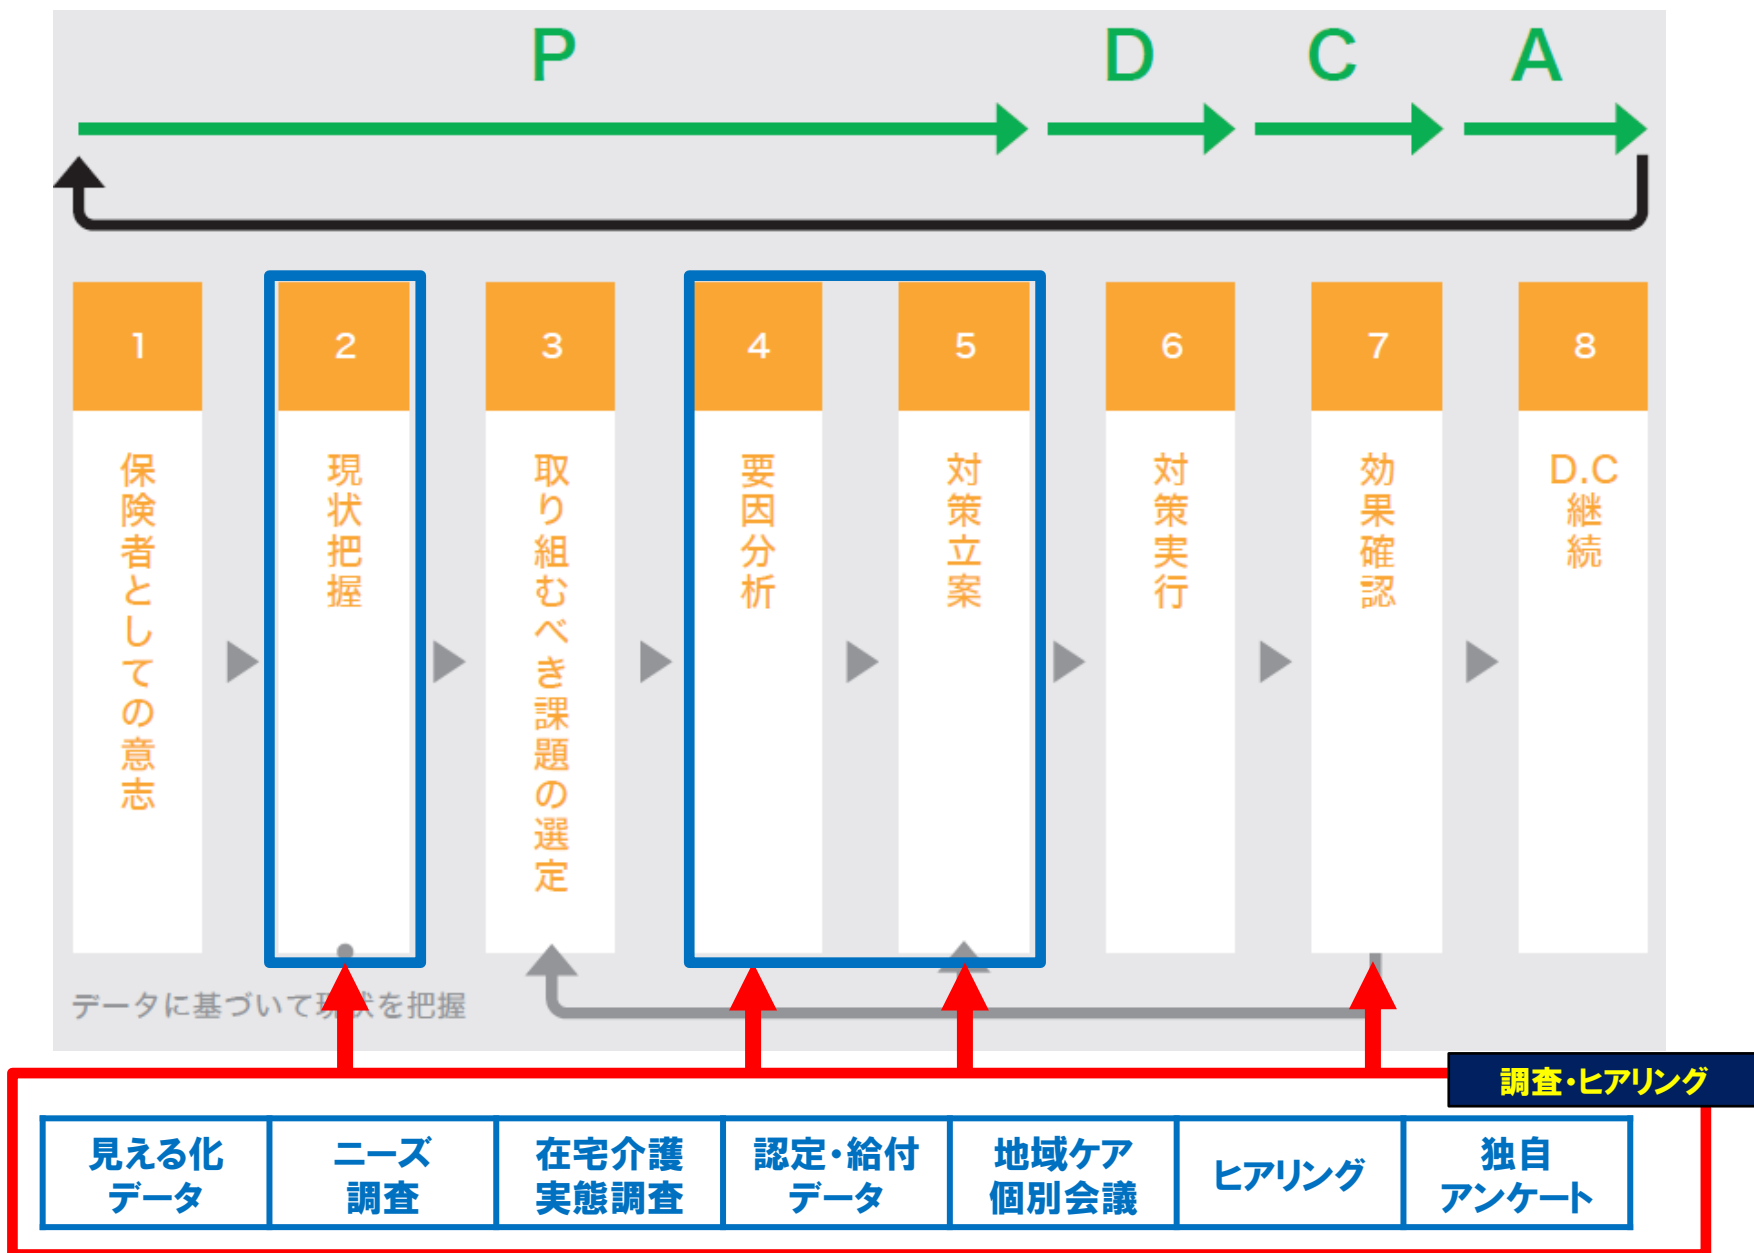 P
D
C
A
1
2
3
4
5
6
7
8
保険者としての意志
現状把握
取り組むべき課題の選定
要因分析
対策立案
対策実行
効果確認
D.C
継続
データに基づいて現状を把握
調査・ヒアリング
見える化
データ
ニーズ
調査
在宅介護
実態調査
認定・給付
データ
地域ケア
個別会議
ヒアリング
独自
アンケート